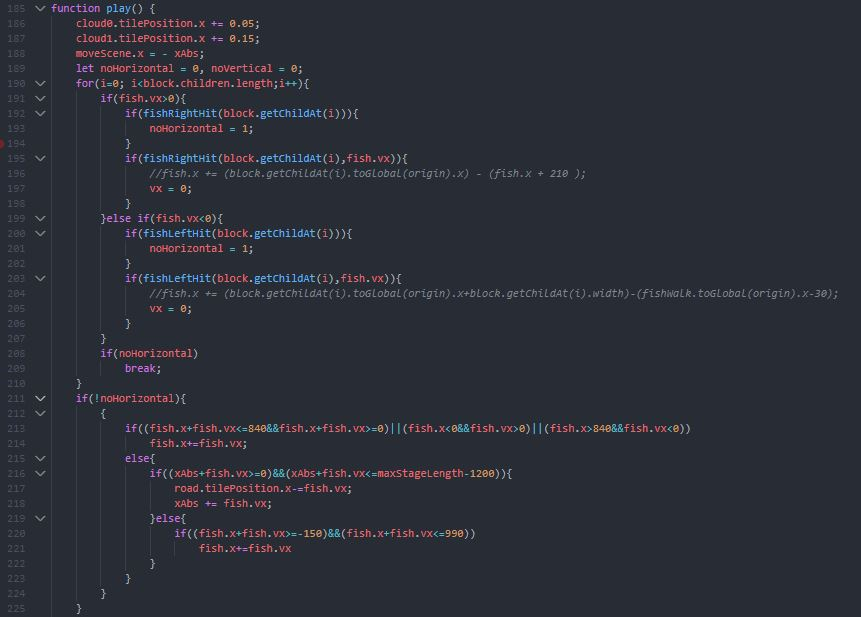 185 function play() {
186 cloud0.tilePosition.x += 0.05;
187 cloud1.tilePosition.x += 0.15;
188 moveScene.x = - xAbs;
189 let noHorizontal = 0, noVertical = 0;
190 for(i=0; i<block.children.length;i++){
191 if(fish.vx>0){
192 if(fishRightHit(block.getChildAt(i))){
193 noHorizontal = 1;
194 }
195 if(fishRightHit(block.getChildAt(i),fish.vx)){
196 //fish.x += (block.getChildAt(i).toGlobal(origin).x) - (fish.x + 210 );
197 vx = 0;
198 }
199 }else if(fish.vx<0){
200 if(fishLeftHit(block.getChildAt(i))){
201 noHorizontal = 1;
202 }
203 if(fishLeftHit(block.getChildAt(i),fish.vx)){
204 //fish.x += (block.getChildAt(i).toGlobal(origin).x+block.getChildAt(i).width)-(fishWalk.toGlobal(origin).x-30);
205 vx = 0;
206 }
207 }
208 if(noHorizontal)
209 break;
210 }
211 if(!noHorizontal){
212 {
213 if((fish.x+fish.vx<=840&&fish.x+fish.vx>=0)||(fish.x<0&&fish.vx>0)||(fish.x>840&&fish.vx<0))
214 fish.x+=fish.vx;
215 else{
216 if((xAbs+fish.vx>=0)&&(xAbs+fish.vx<=maxStageLength-1200)){
217 road.tilePosition.x-=fish.vx;
218 xAbs += fish.vx;
219 }else{
220 if((fish.x+fish.vx>=-150)&&(fish.x+fish.vx<=990))
221 fish.x+=fish.vx
222 }
223 }
224 }
225 }